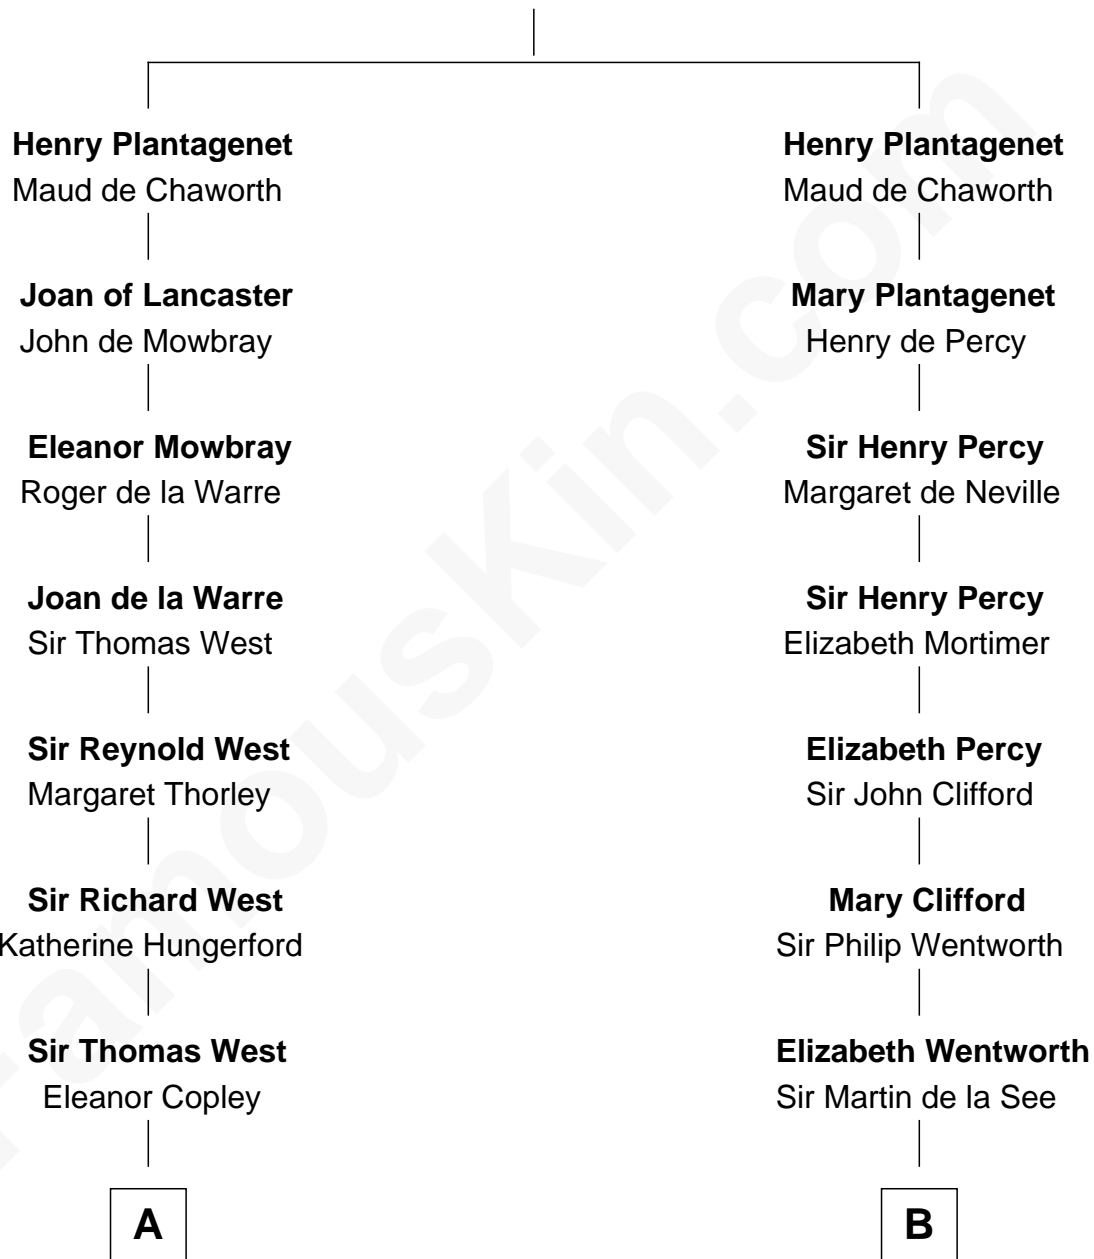 Henry Plantagenet
Maud de Chaworth
Joan of Lancaster
John de Mowbray
Eleanor Mowbray
Roger de la Warre
Joan de la Warre
Sir Thomas West
Sir Reynold West
Margaret Thorley
Sir Richard West
Katherine Hungerford
Sir Thomas West
Eleanor Copley
A
Henry Plantagenet
Maud de Chaworth
Mary Plantagenet
Henry de Percy
Sir Henry Percy
Margaret de Neville
Sir Henry Percy
Elizabeth Mortimer
Elizabeth Percy
Sir John Clifford
Mary Clifford
Sir Philip Wentworth
Elizabeth Wentworth
Sir Martin de la See
B
FamousKin.com